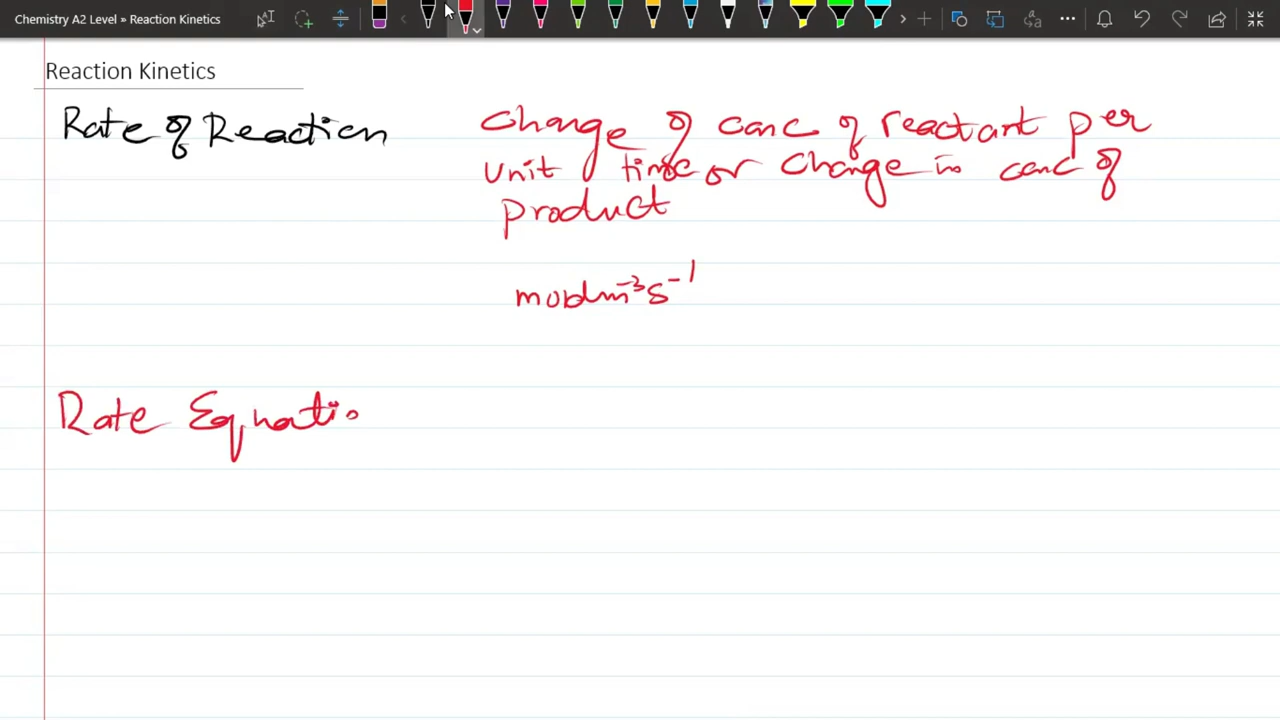 Chemistry A2 Level » Reaction Kinetics
Reaction Kinetics
Rate of Reaction
Change of conc of reactant per
unit time or change in conc of
product
moldm⁻³s⁻¹
Rate Equatio